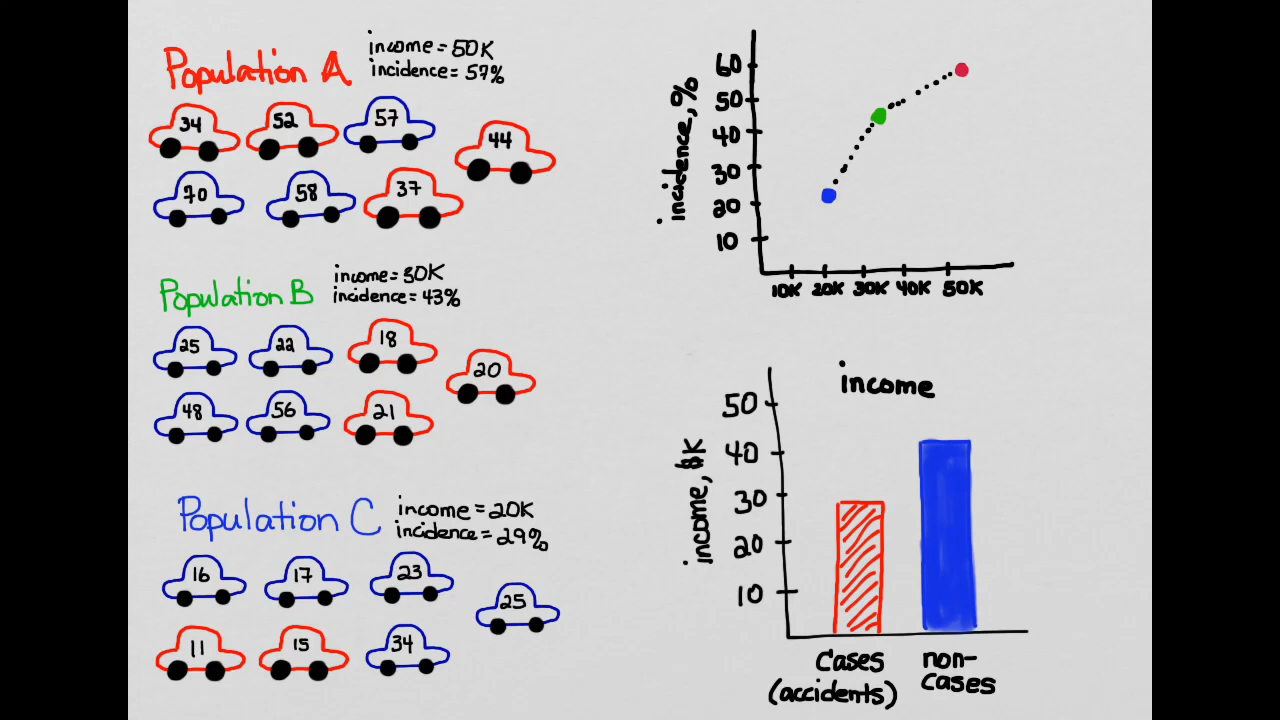 Population A
income = 50K
incidence = 57%
34 52 57 44
70 58 37
Population B
income = 30K
incidence = 43%
25 22 18 20
48 56 21
Population C
income = 20K
incidence = 29%
16 17 23 25
11 15 34
incidence, %
60
50
40
30
20
10
10K 20K 30K 40K 50K
income
income, $K
50
40
30
20
10
Cases
(accidents)
non-
cases